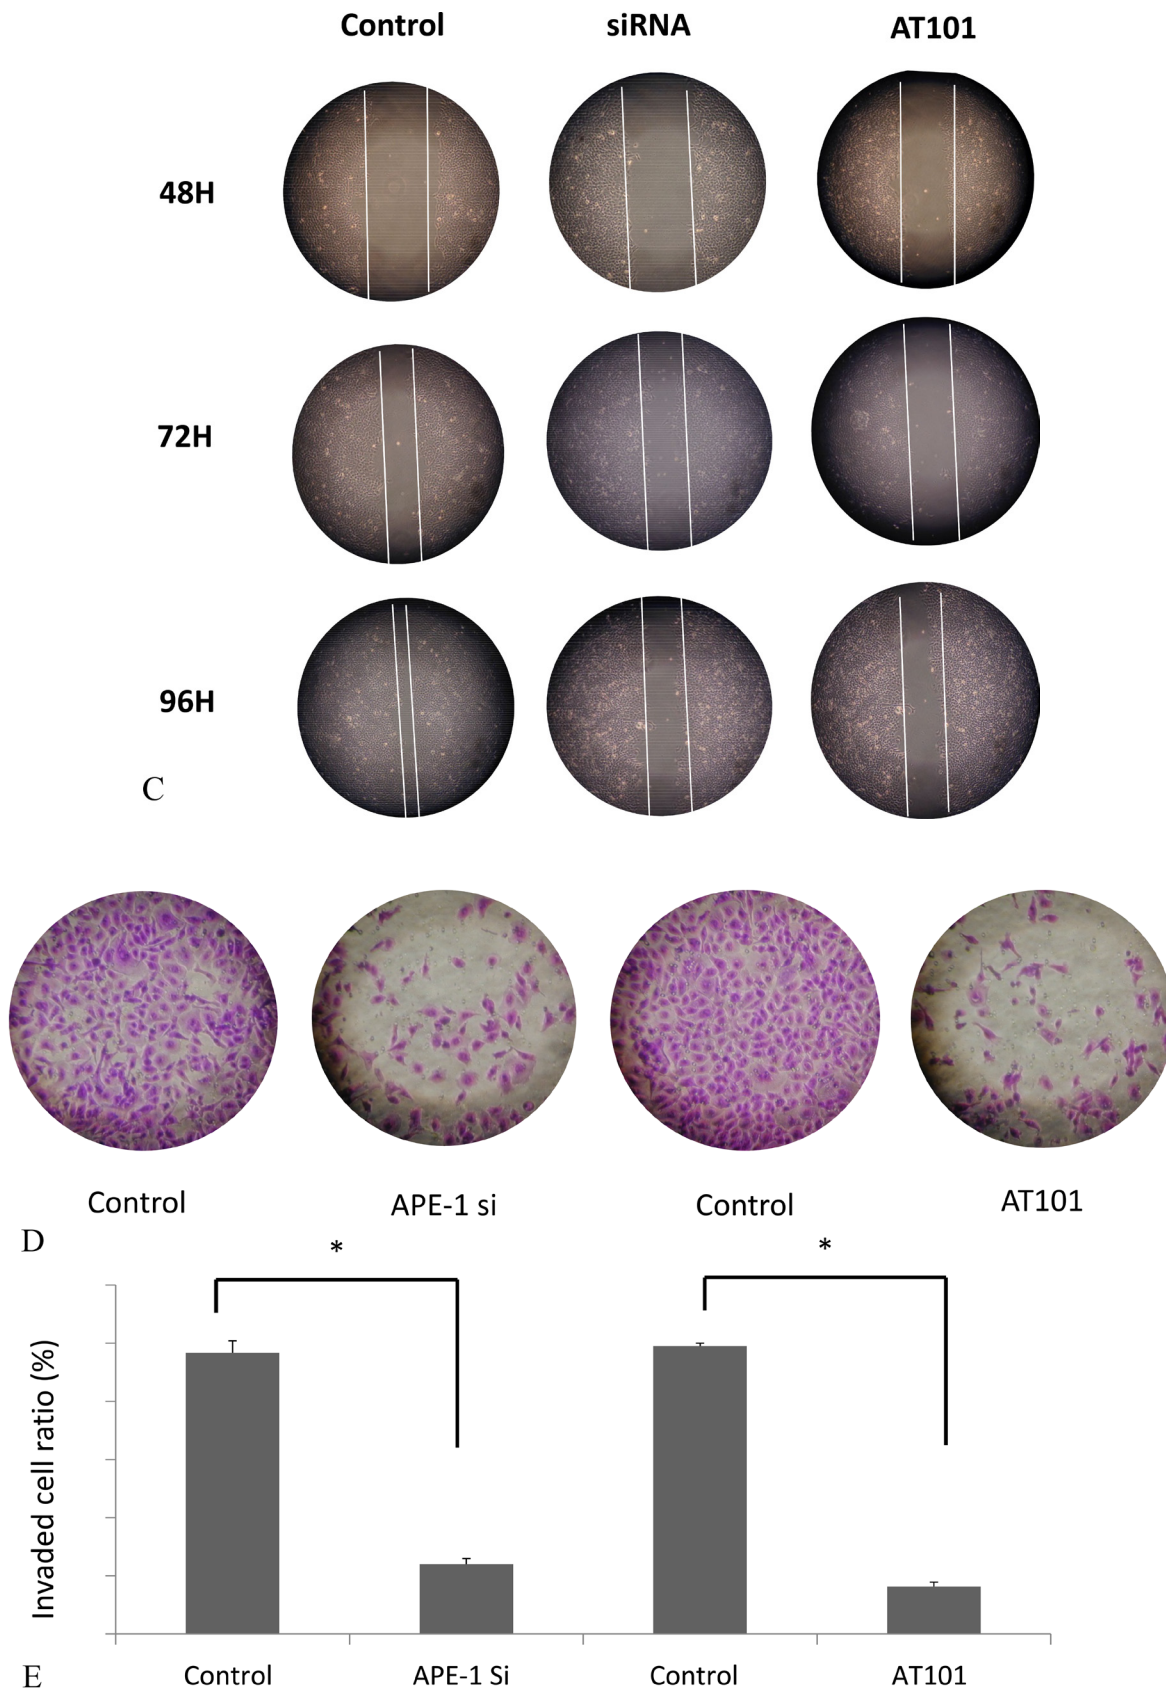 Control siRNA AT101
48H
72H
96H
C
Control APE-1 si Control AT101
D
* *
Invaded cell ratio (%)
Control APE-1 Si Control AT101
E